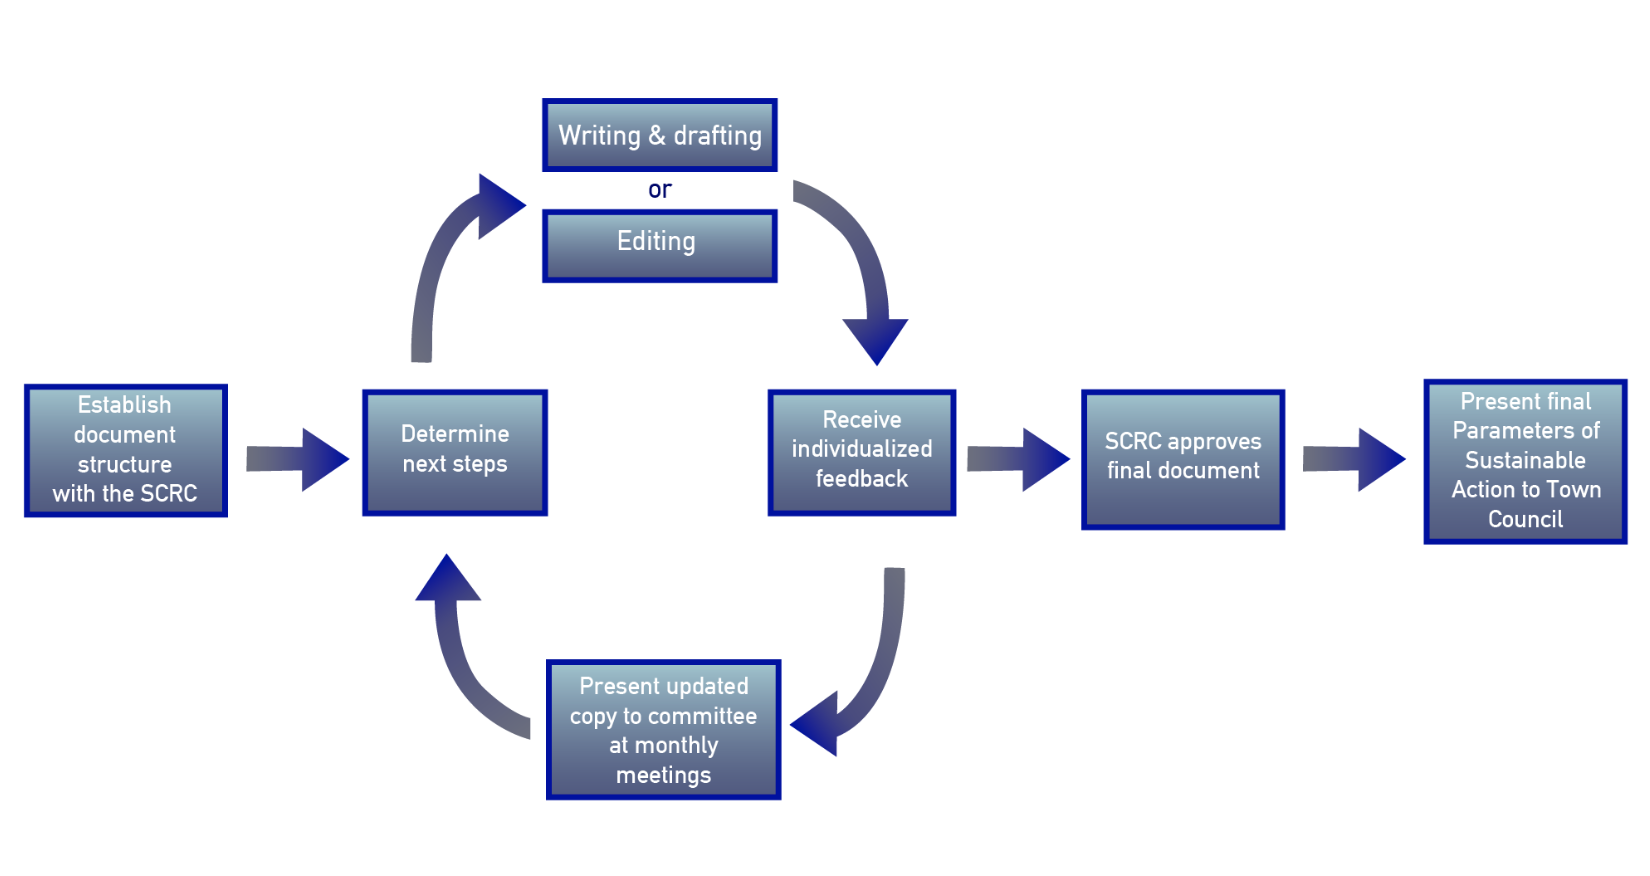 Writing & drafting
or
Editing
Establish
document
structure
with the SCRC
Determine
next steps
Receive
individualized
feedback
SCRC approves
final document
Present final
Parameters of
Sustainable
Action to Town
Council
Present updated
copy to committee
at monthly
meetings